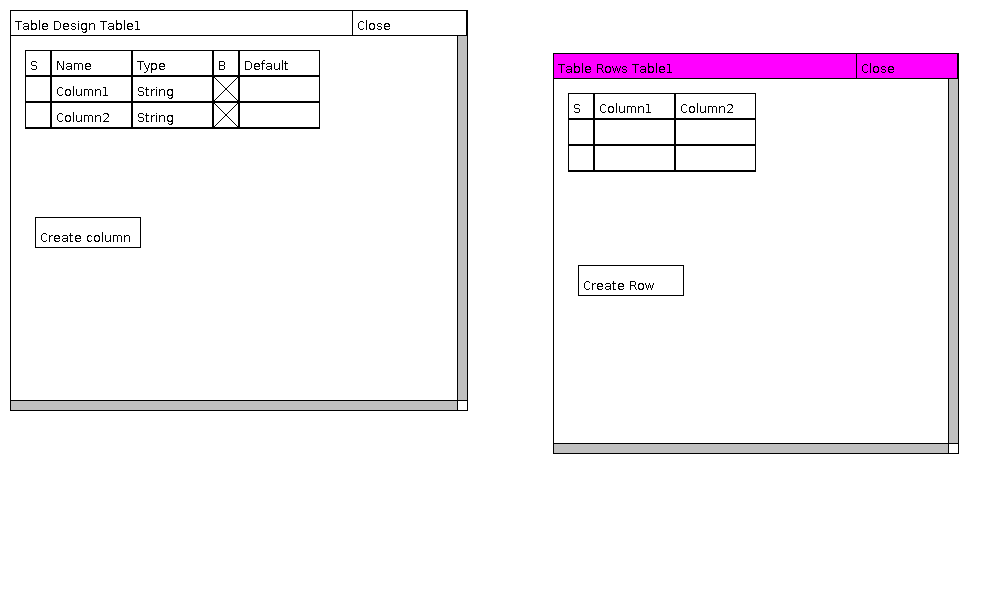 Table Design Table1 Close
S Name Type B Default
Column1 String
Column2 String
Create column
Table Rows Table1 Close
S Column1 Column2
Create Row